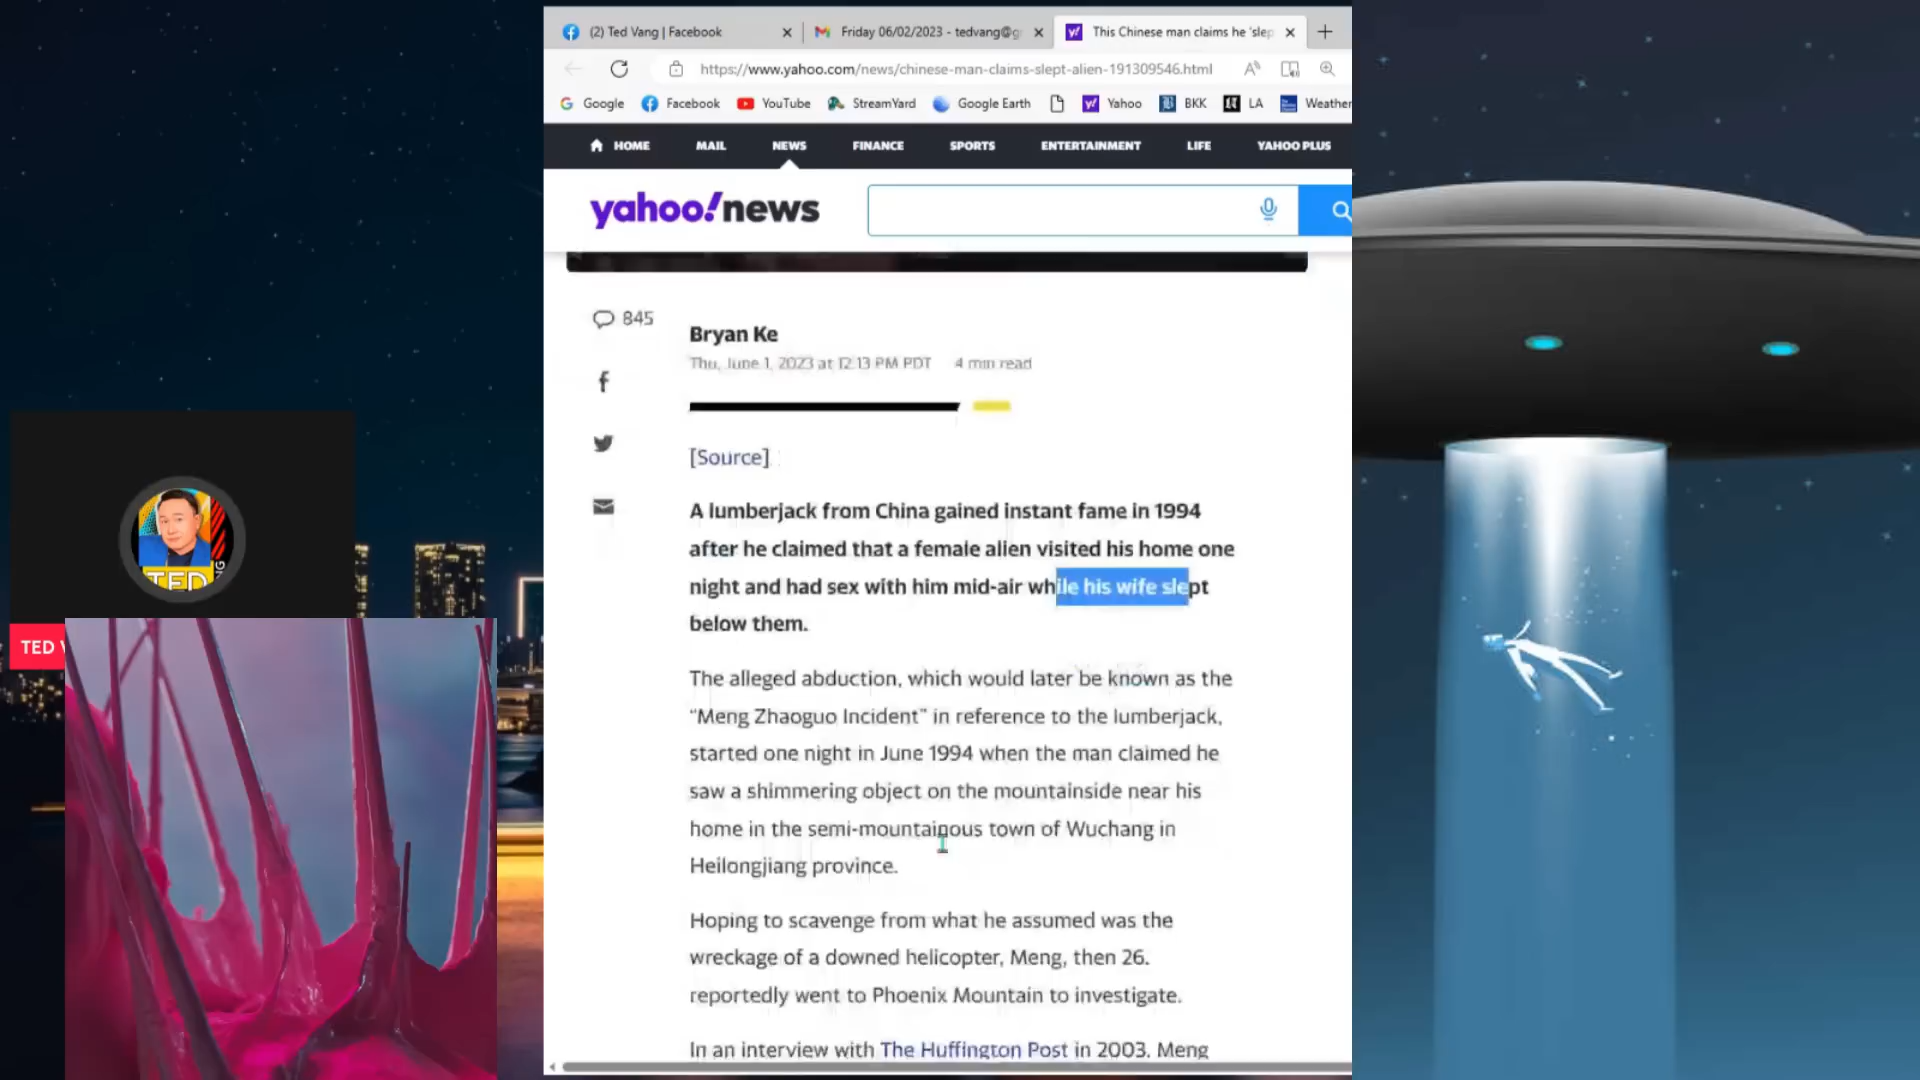 (2) Ted Vang | Facebook
Friday 06/02/2023 - tedvang@g
This Chinese man claims he 'slep
https://www.yahoo.com/news/chinese-man-claims-slept-alien-191309546.html
Google Facebook YouTube StreamYard Google Earth Yahoo BKK LA Weather
HOME MAIL NEWS FINANCE SPORTS ENTERTAINMENT LIFE YAHOO PLUS
yahoo!news
845
Bryan Ke
Thu, June 1, 2023 at 12:13 PM PDT 4 min read
[Source]
A lumberjack from China gained instant fame in 1994
after he claimed that a female alien visited his home one
night and had sex with him mid-air while his wife slept
below them.
The alleged abduction, which would later be known as the
“Meng Zhaoguo Incident” in reference to the lumberjack,
started one night in June 1994 when the man claimed he
saw a shimmering object on the mountainside near his
home in the semi-mountainous town of Wuchang in
Heilongjiang province.
Hoping to scavenge from what he assumed was the
wreckage of a downed helicopter, Meng, then 26,
reportedly went to Phoenix Mountain to investigate.
In an interview with The Huffington Post in 2003, Meng
TED
TED